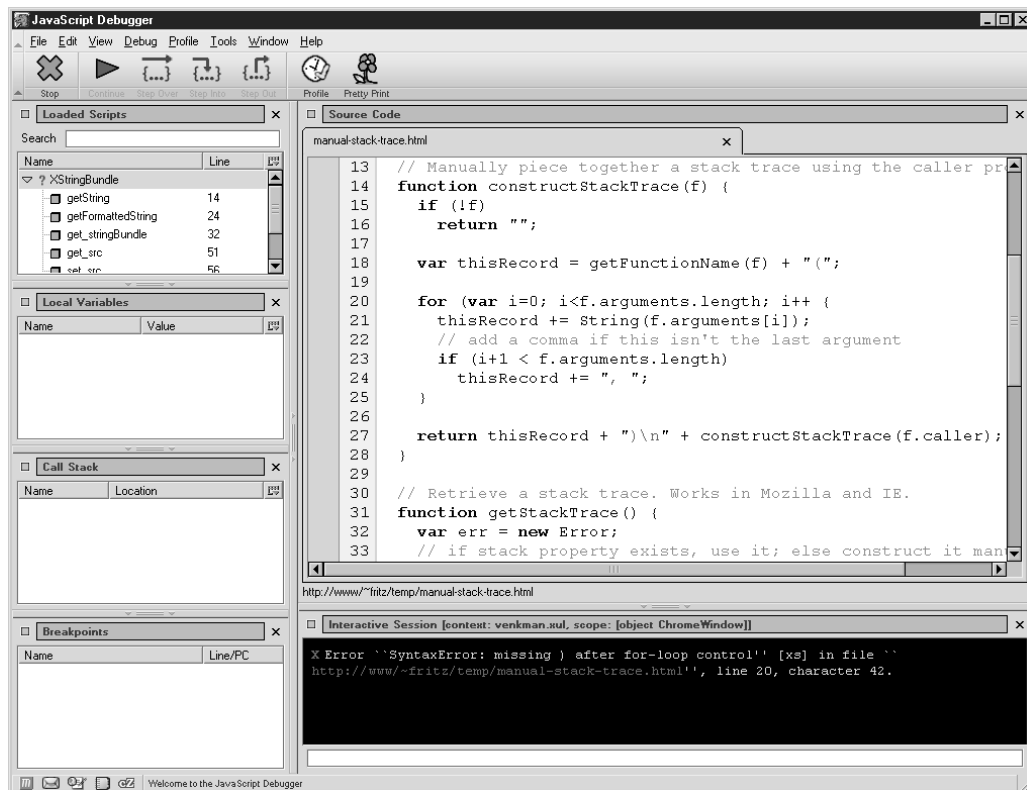 JavaScript Debugger
File Edit View Debug Profile Tools Window Help
Stop Continue Step Over Step Into Step Out Profile Pretty Print
Loaded Scripts
Search
Name Line
? XStringBundle
getString 14
getFormattedString 24
get_stringBundle 32
get_src 51
set_src 56
Local Variables
Name Value
Call Stack
Name Location
Breakpoints
Name Line/PC
Source Code
manual-stack-trace.html
13 // Manually piece together a stack trace using the caller pro
14 function constructStackTrace(f) {
15 if (!f)
16 return "";
17
18 var thisRecord = getFunctionName(f) + "(";
19
20 for (var i=0; i<f.arguments.length; i++ {
21 thisRecord += String(f.arguments[i]);
22 // add a comma if this isn't the last argument
23 if (i+1 < f.arguments.length)
24 thisRecord += ", ";
25 }
26
27 return thisRecord + ")\n" + constructStackTrace(f.caller);
28 }
29
30 // Retrieve a stack trace. Works in Mozilla and IE.
31 function getStackTrace() {
32 var err = new Error;
33 // if stack property exists, use it; else construct it manu
http://www/~fritz/temp/manual-stack-trace.html
Interactive Session [context: venkman.xul, scope: [object ChromeWindow]]
X Error ``SyntaxError: missing ) after for-loop control'' [xs] in file ``
http://www/~fritz/temp/manual-stack-trace.html'', line 20, character 42.
Welcome to the JavaScript Debugger